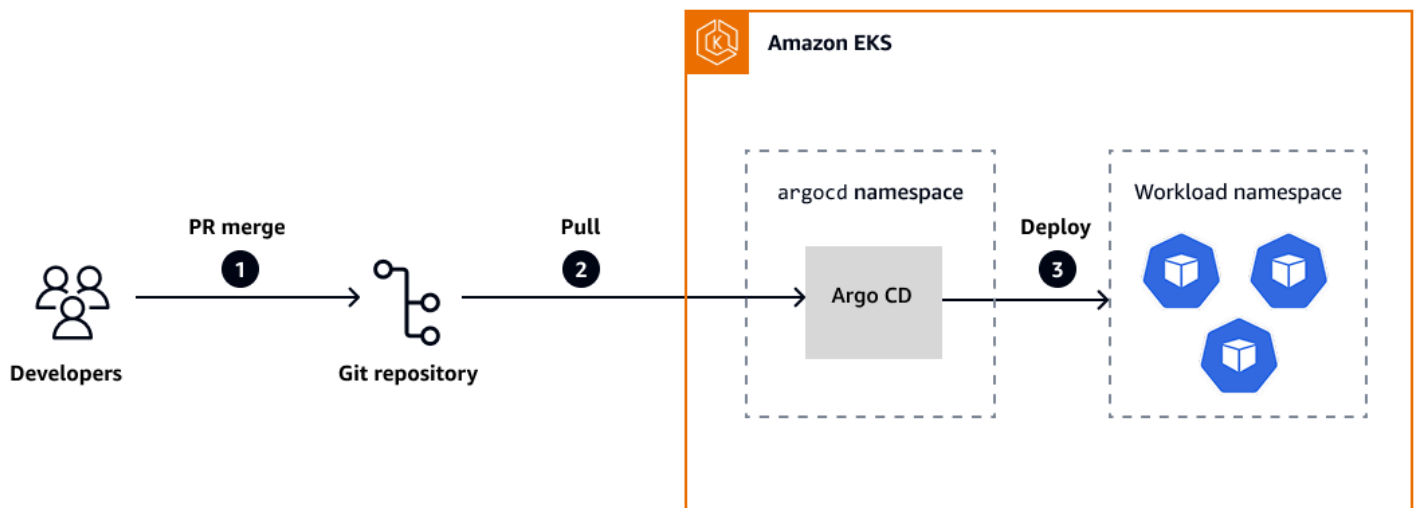 Amazon EKS
argocd namespace
Workload namespace
PR merge
1
Pull
2
Deploy
3
Argo CD
Developers
Git repository
K